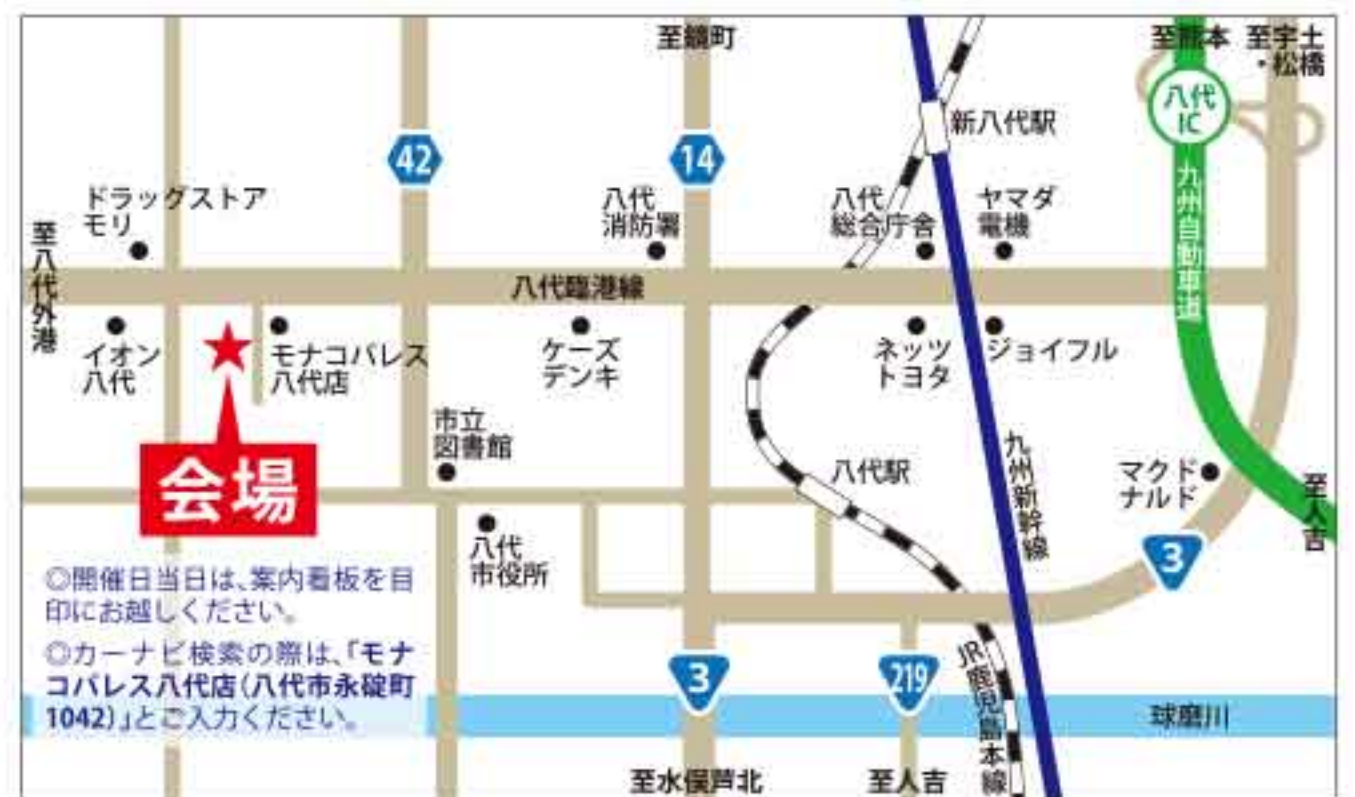 至鏡町
至熊本
至宇土
・松橋
八代
IC
新八代駅
42
14
九州自動車道
ドラッグストア
モリ
八代
消防署
八代
総合庁舎
ヤマダ
電機
至八代外港
八代臨港線
イオン
八代
モナコパレス
八代店
ケーズ
デンキ
ネッツ
トヨタ
ジョイフル
市立
図書館
会場
八代駅
九州新幹線
マクド
ナルド
至人吉
八代
市役所
3
◎開催日当日は、案内看板を目
印にお越しください。
◎カーナビ検索の際は、「モナ
コパレス八代店(八代市永碇町
1042)」とご入力ください。
3
219
JR鹿児島本線
球磨川
至水俣芦北
至人吉